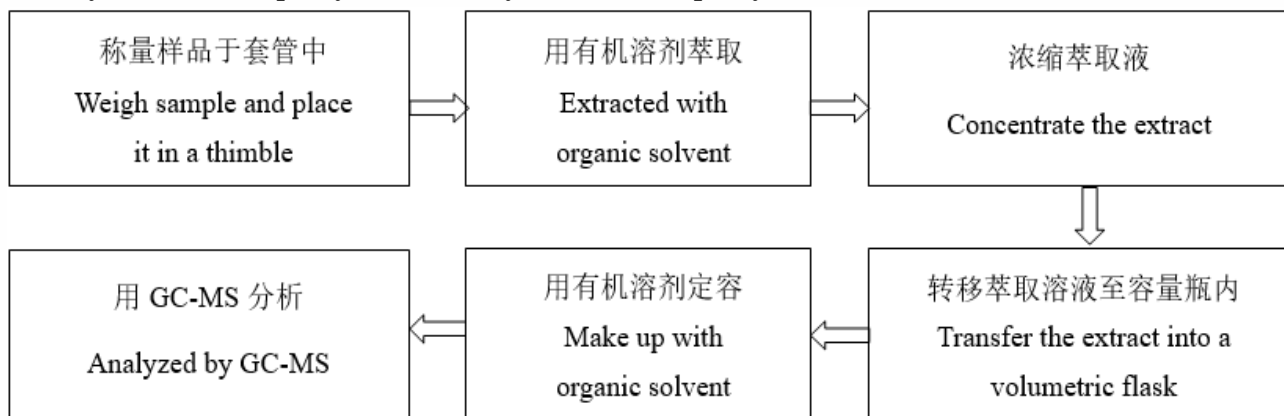 称量样品于套管中
Weigh sample and place
it in a thimble
用有机溶剂萃取
Extracted with
organic solvent
浓缩萃取液
Concentrate the extract
转移萃取溶液至容量瓶内
Transfer the extract into a
volumetric flask
用有机溶剂定容
Make up with
organic solvent
用 GC-MS 分析
Analyzed by GC-MS